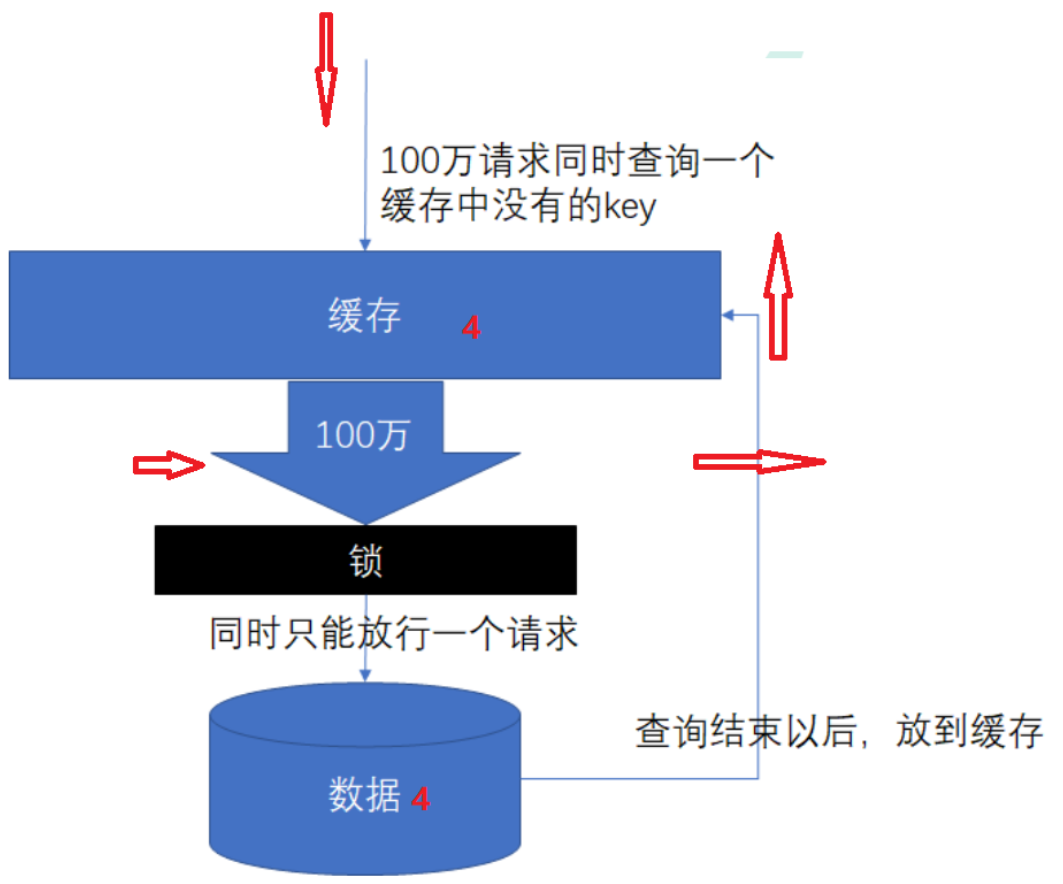 100万请求同时查询一个
缓存中没有的key
缓存 4
100万
锁
同时只能放行一个请求
查询结束以后，放到缓存
数据 4